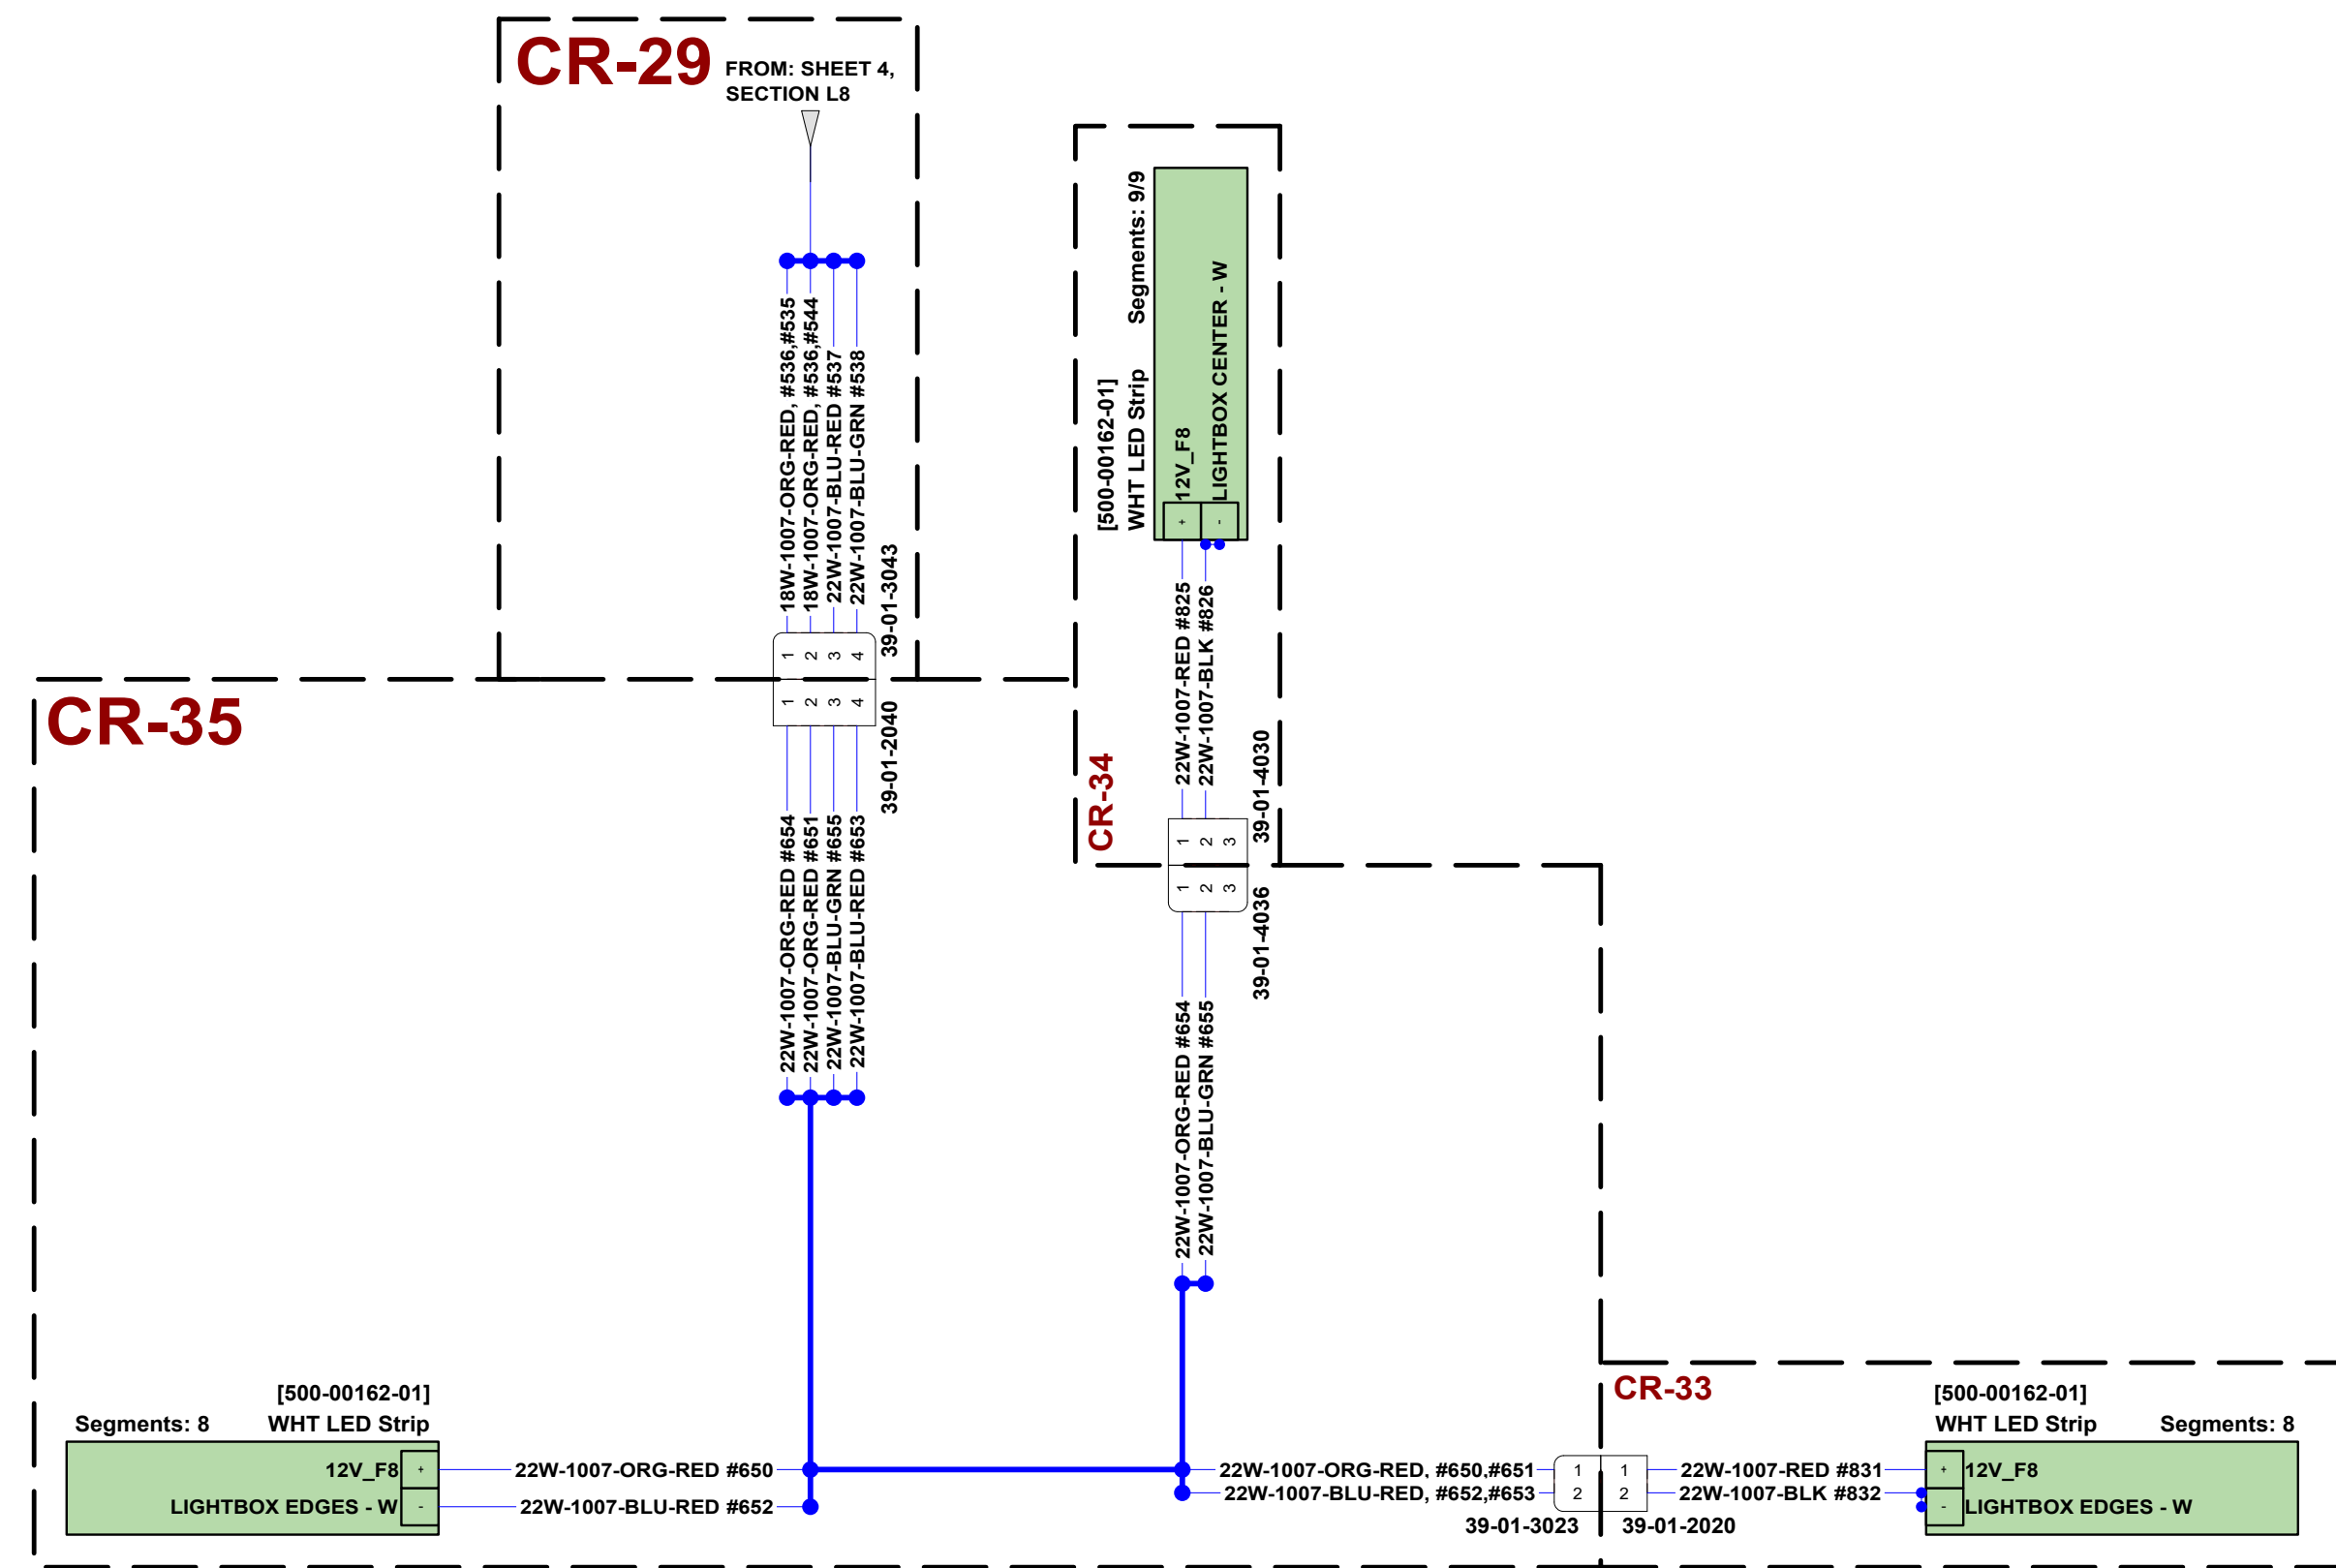 CR-29
FROM: SHEET 4,
SECTION L8
18W-1007-ORG-RED, #536,#535
18W-1007-ORG-RED, #536,#544
22W-1007-BLU-RED #537
22W-1007-BLU-GRN #538
39-01-3043
1
2
3
4
1
2
3
4
39-01-2040
CR-35
22W-1007-ORG-RED #654
22W-1007-ORG-RED #651
22W-1007-BLU-GRN #655
22W-1007-BLU-RED #653
[500-00162-01]
WHT LED Strip Segments: 9/9
12V_F8
LIGHTBOX CENTER - W
+
-
22W-1007-RED #825
22W-1007-BLK #826
CR-34
39-01-4030
1
2
3
1
2
3
39-01-4036
22W-1007-ORG-RED #654
22W-1007-BLU-GRN #655
[500-00162-01]
Segments: 8 WHT LED Strip
12V_F8 +
LIGHTBOX EDGES - W -
22W-1007-ORG-RED #650
22W-1007-BLU-RED #652
22W-1007-ORG-RED, #650,#651
22W-1007-BLU-RED, #652,#653
1 1
2 2
39-01-3023 39-01-2020
CR-33
22W-1007-RED #831
22W-1007-BLK #832
[500-00162-01]
WHT LED Strip Segments: 8
+ 12V_F8
- LIGHTBOX EDGES - W